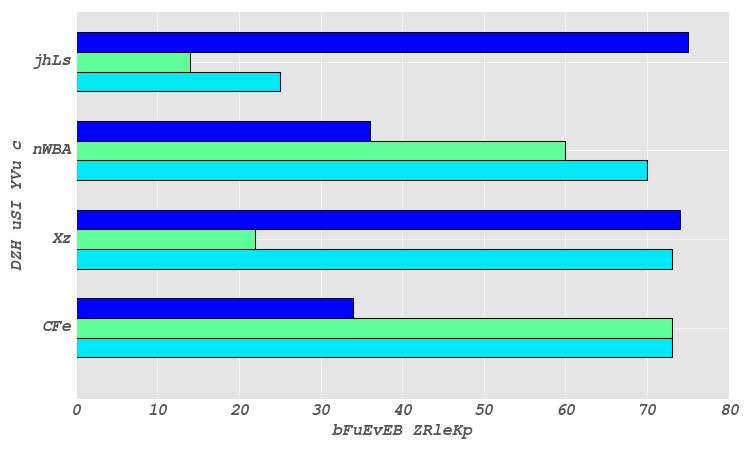 jhLs
nWBA
Xz
CFe
DZH uSI YVu c
0 10 20 30 40 50 60 70 80
bFuEvEB ZRleKp